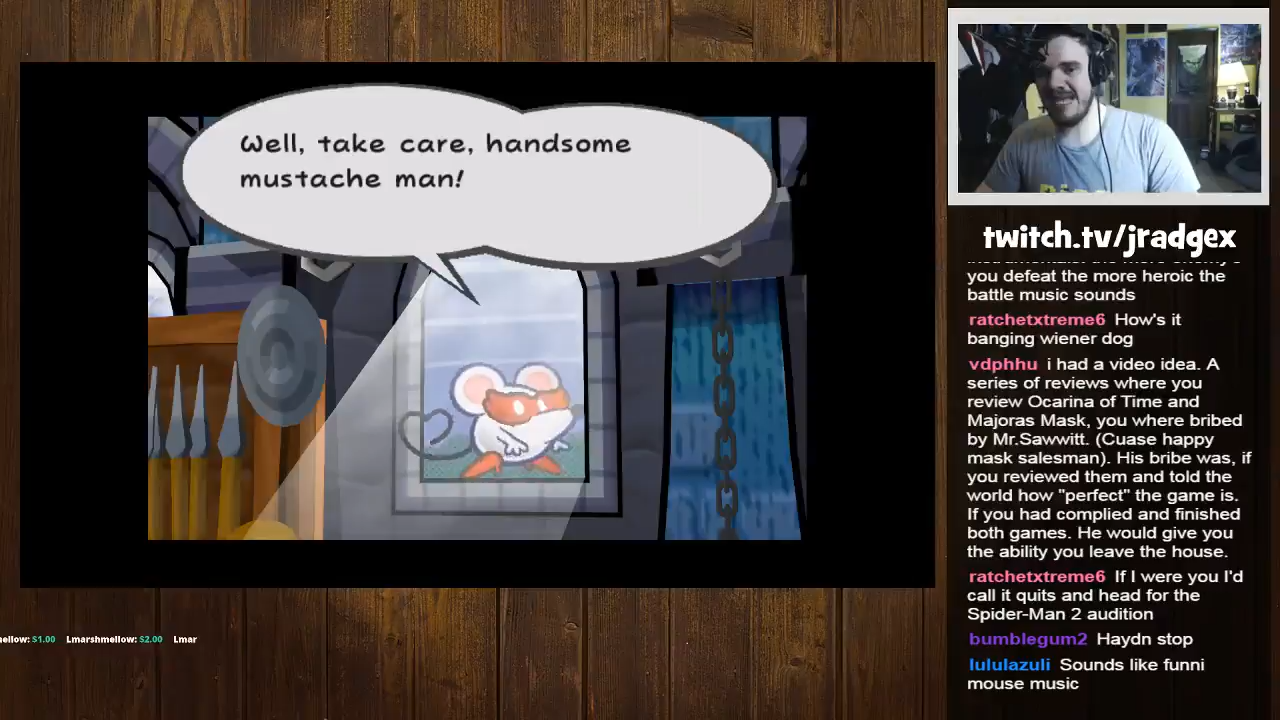 Well, take care, handsome
mustache man!
twitch.tv/jradgex
you defeat the more heroic the
battle music sounds
ratchetxtreme6 How's it
banging wiener dog
vdphhu i had a video idea. A
series of reviews where you
review Ocarina of Time and
Majoras Mask, you where bribed
by Mr.Sawwitt. (Cuase happy
mask salesman). His bribe was, if
you reviewed them and told the
world how "perfect" the game is.
If you had complied and finished
both games. He would give you
the ability you leave the house.
ratchetxtreme6 If I were you I'd
call it quits and head for the
Spider-Man 2 audition
bumblegum2 Haydn stop
lululazuli Sounds like funni
mouse music
ellow: $1.00 Lmarshmellow: $2.00 Lmar